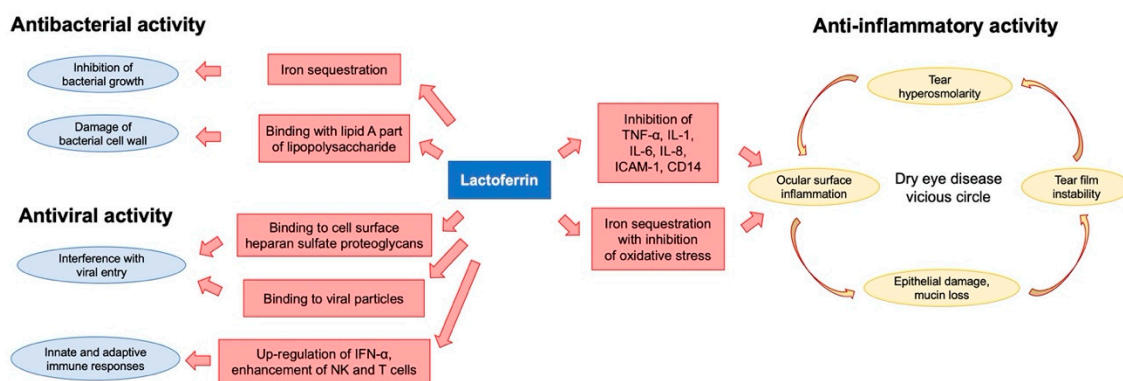 Antibacterial activity
Inhibition of
bacterial growth
Iron sequestration
Damage of
bacterial cell wall
Binding with lipid A part
of lipopolysaccharide
Lactoferrin
Antiviral activity
Interference with
viral entry
Binding to cell surface
heparan sulfate proteoglycans
Binding to viral particles
Innate and adaptive
immune responses
Up-regulation of IFN-α,
enhancement of NK and T cells
Anti-inflammatory activity
Inhibition of
TNF-α, IL-1,
IL-6, IL-8,
ICAM-1, CD14
Iron sequestration
with inhibition
of oxidative stress
Tear
hyperosmolarity
Ocular surface
inflammation
Dry eye disease
vicious circle
Tear film
instability
Epithelial damage,
mucin loss